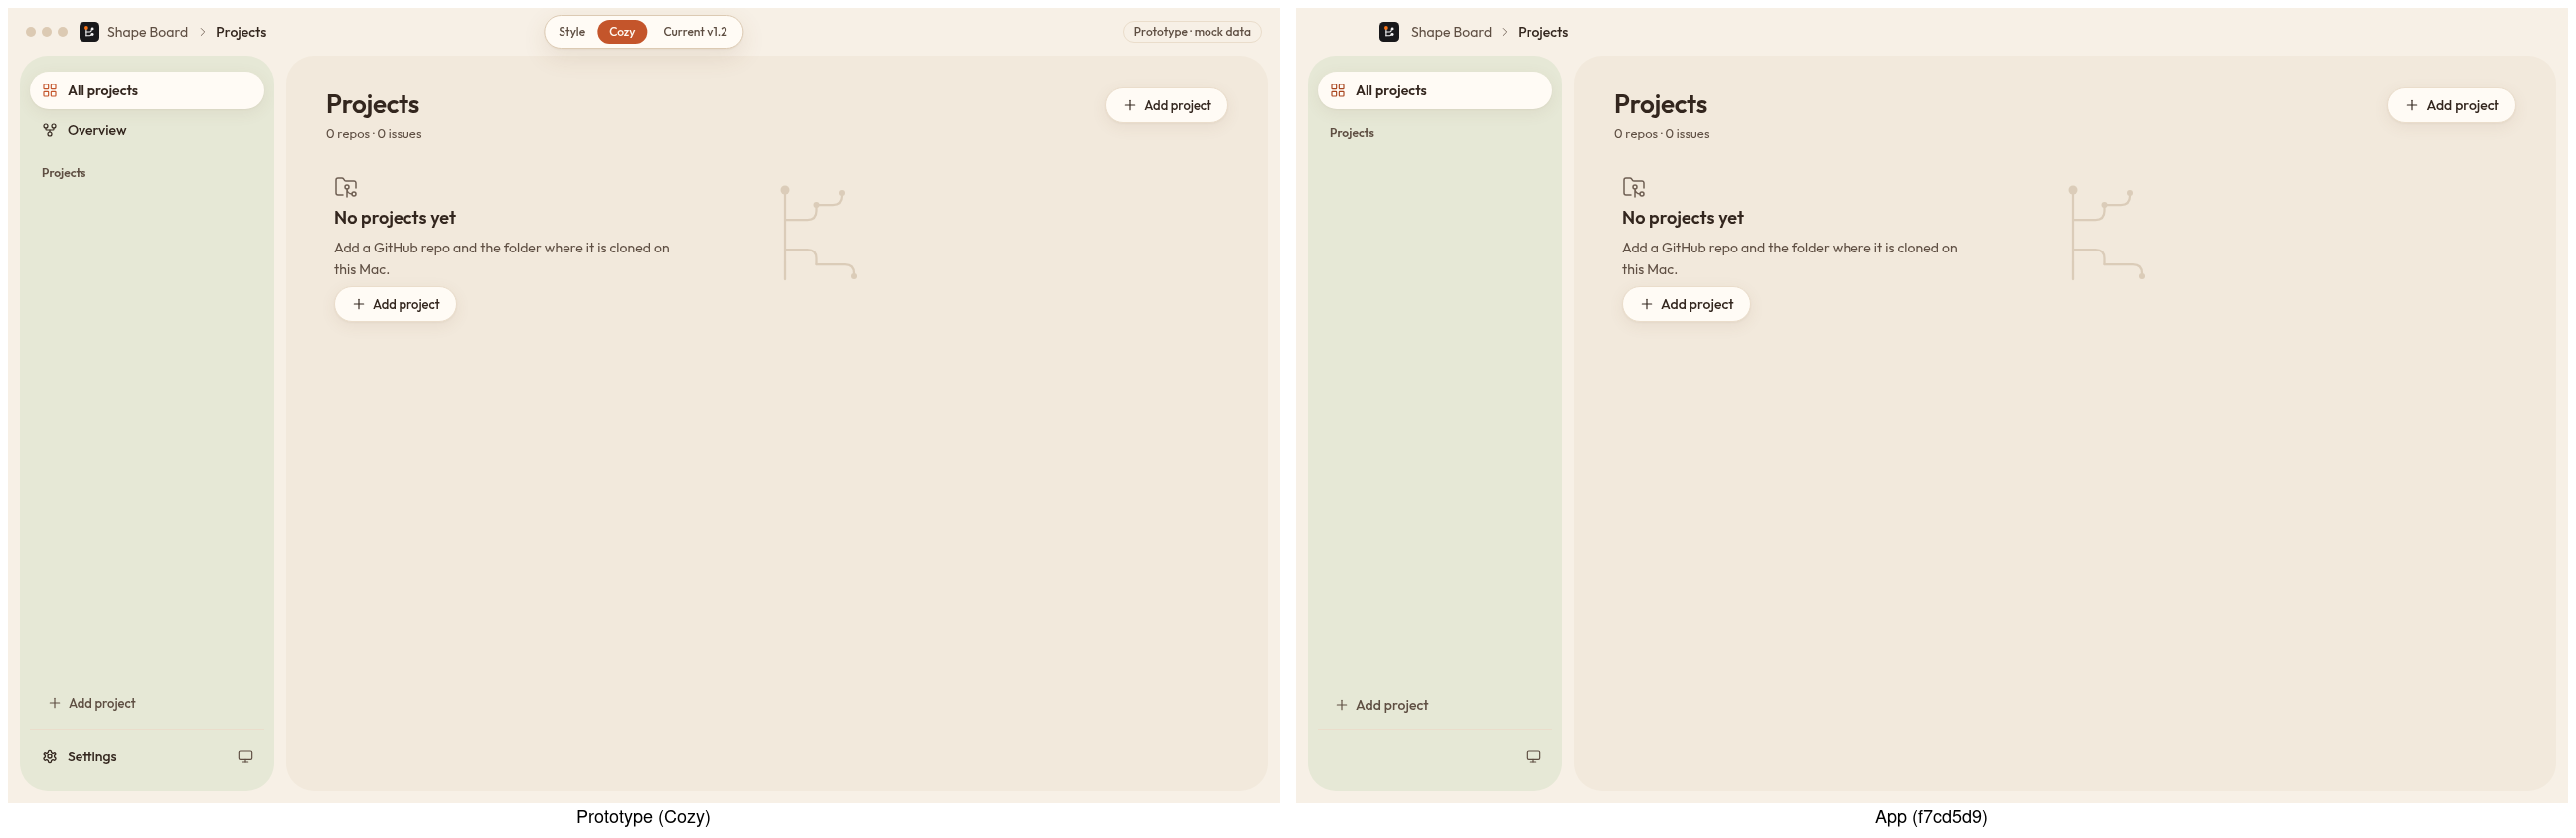 Shape Board > Projects
Style Cozy Current v1.2
Prototype · mock data
All projects
Overview
Projects
Add project
Settings
Projects
0 repos · 0 issues
Add project
No projects yet
Add a GitHub repo and the folder where it is cloned on
this Mac.
Add project
Prototype (Cozy)
Shape Board > Projects
All projects
Projects
Add project
Projects
0 repos · 0 issues
Add project
No projects yet
Add a GitHub repo and the folder where it is cloned on
this Mac.
Add project
App (f7cd5d9)